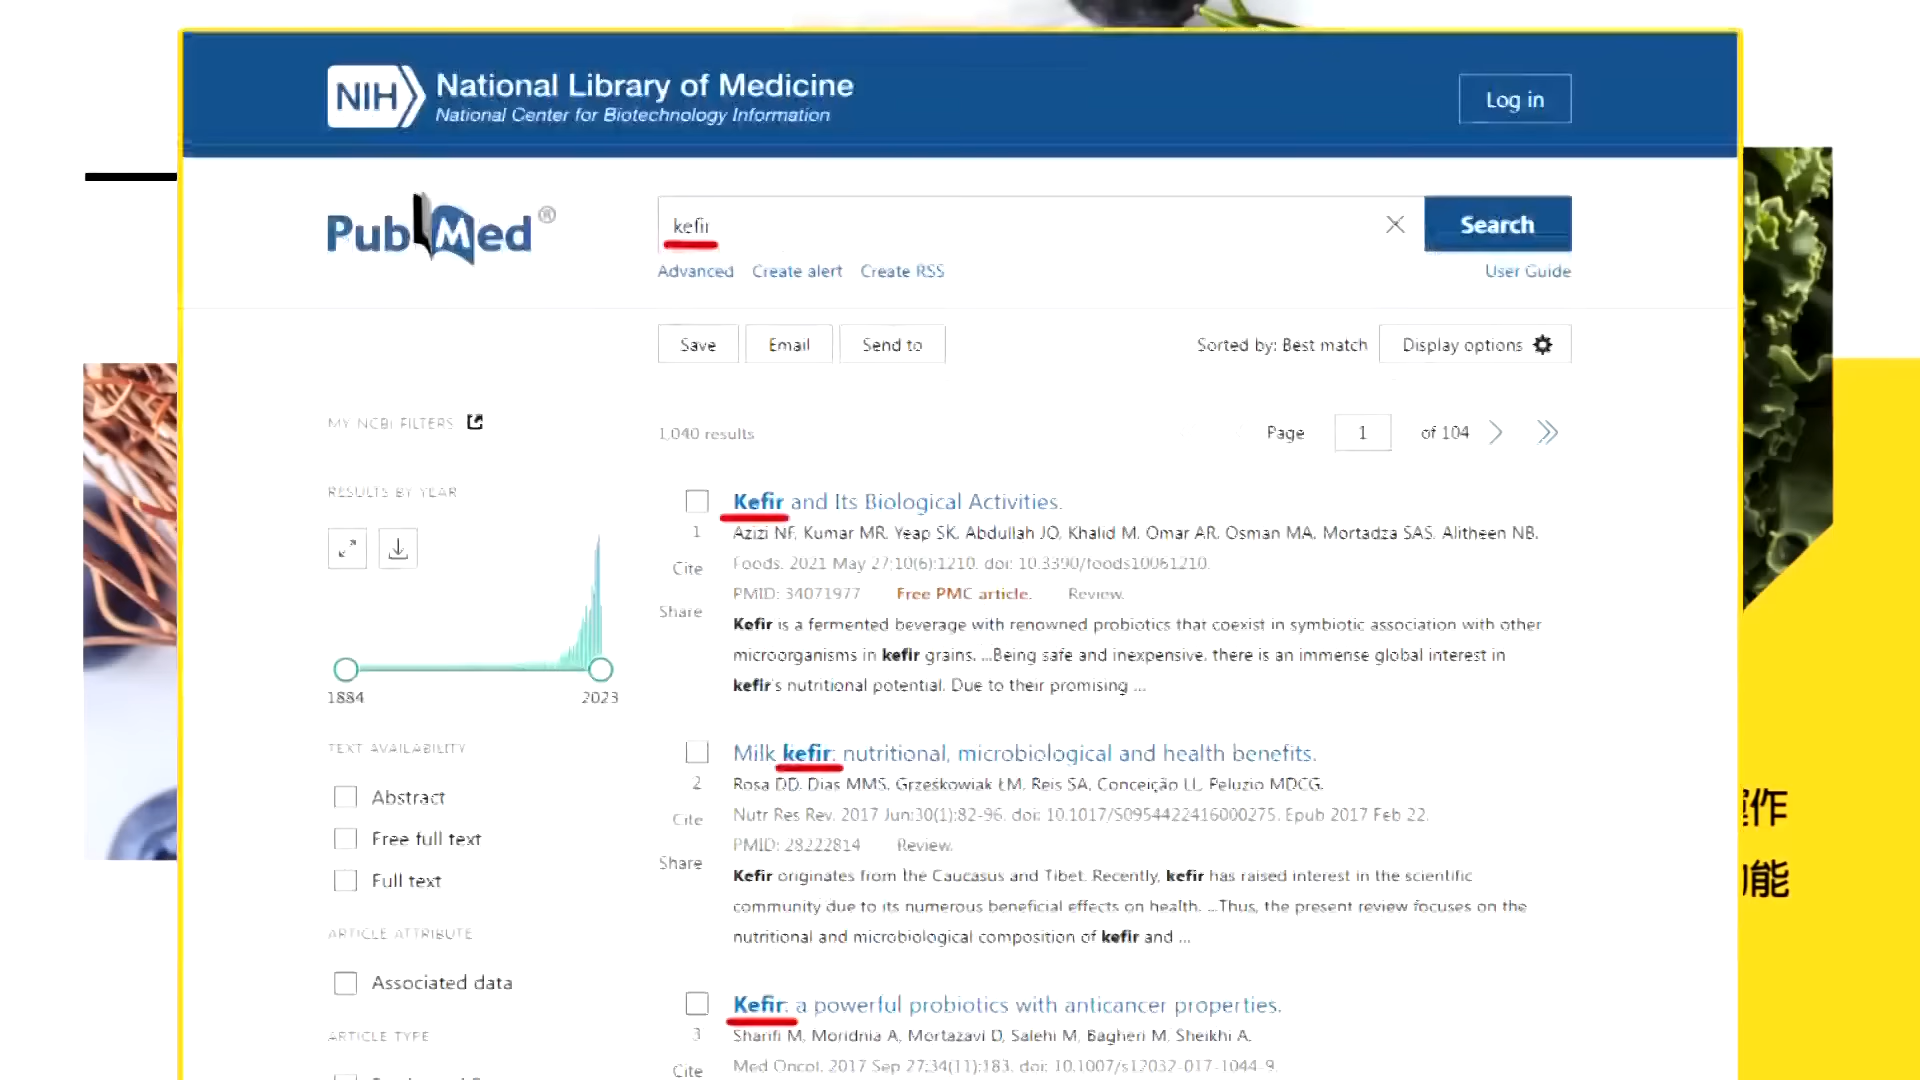 NIH National Library of Medicine
National Center for Biotechnology Information
Log in
PubMed®
kefir
Search
Advanced Create alert Create RSS
User Guide
Save Email Send to
Sorted by: Best match Display options
MY NCBI FILTERS
1,040 results
Page 1 of 104
RESULTS BY YEAR
1884 2023
TEXT AVAILABILITY
Abstract
Free full text
Full text
ARTICLE ATTRIBUTE
Associated data
ARTICLE TYPE
Kefir and Its Biological Activities.
1
Azizi NF, Kumar MR, Yeap SK, Abdullah JO, Khalid M, Omar AR, Osman MA, Mortadza SAS, Alitheen NB.
Cite
Foods. 2021 May 27;10(6):1210. doi: 10.3390/foods10061210.
PMID: 34071977 Free PMC article. Review.
Share
Kefir is a fermented beverage with renowned probiotics that coexist in symbiotic association with other
microorganisms in kefir grains. ...Being safe and inexpensive, there is an immense global interest in
kefir's nutritional potential. Due to their promising ...
Milk kefir: nutritional, microbiological and health benefits.
2
Rosa DD, Dias MMS, Grześkowiak ŁM, Reis SA, Conceição LL, Peluzio MDCG.
Cite
Nutr Res Rev. 2017 Jun;30(1):82-96. doi: 10.1017/S0954422416000275. Epub 2017 Feb 22.
PMID: 28222814 Review.
Share
Kefir originates from the Caucasus and Tibet. Recently, kefir has raised interest in the scientific
community due to its numerous beneficial effects on health. ...Thus, the present review focuses on the
nutritional and microbiological composition of kefir and ...
Kefir: a powerful probiotics with anticancer properties.
3
Sharifi M, Moridnia A, Mortazavi D, Salehi M, Bagheri M, Sheikhi A.
Cite
Med Oncol. 2017 Sep 27;34(11):183. doi: 10.1007/s12032-017-1044-9.
作
能